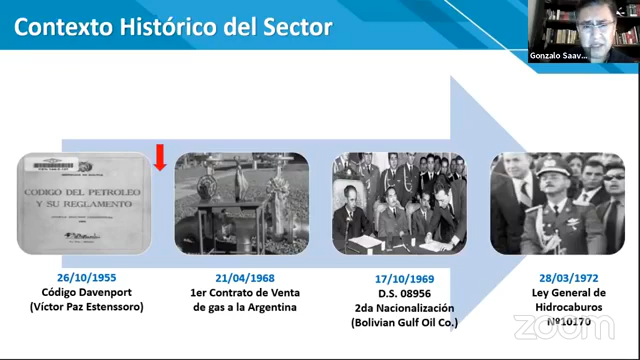 Contexto Histórico del Sector
Gonzalo Saav...
CODIGO DEL PETROLEO
Y SU REGLAMENTO
26/10/1955
Código Davenport
(Víctor Paz Estenssoro)
21/04/1968
1er Contrato de Venta
de gas a la Argentina
17/10/1969
D.S. 08956
2da Nacionalización
(Bolivian Gulf Oil Co.)
28/03/1972
Ley General de
Hidrocaburos
N°10170
zoom